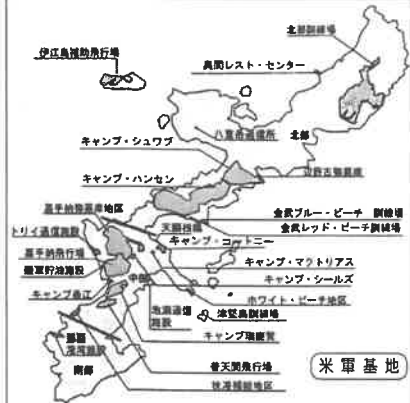 北部訓練場
伊江島補助飛行場
奥間レスト・センター
八重岳通信所
北部
キャンプ・シュワブ
辺野古弾薬庫
キャンプ・ハンセン
金武ブルー・ビーチ 訓練場
嘉手納弾薬庫地区
天願桟橋
金武レッド・ビーチ訓練場
トリイ通信施設
キャンプ・コートニー
嘉手納飛行場
キャンプ・マクトリアス
陸軍貯油施設
中部
キャンプ・シールズ
キャンプ桑江
泡瀬通信
施設
ホワイト・ビーチ地区
津堅島訓練場
キャンプ瑞慶覧
那覇
普天間飛行場
南部
牧港補給地区
米軍基地